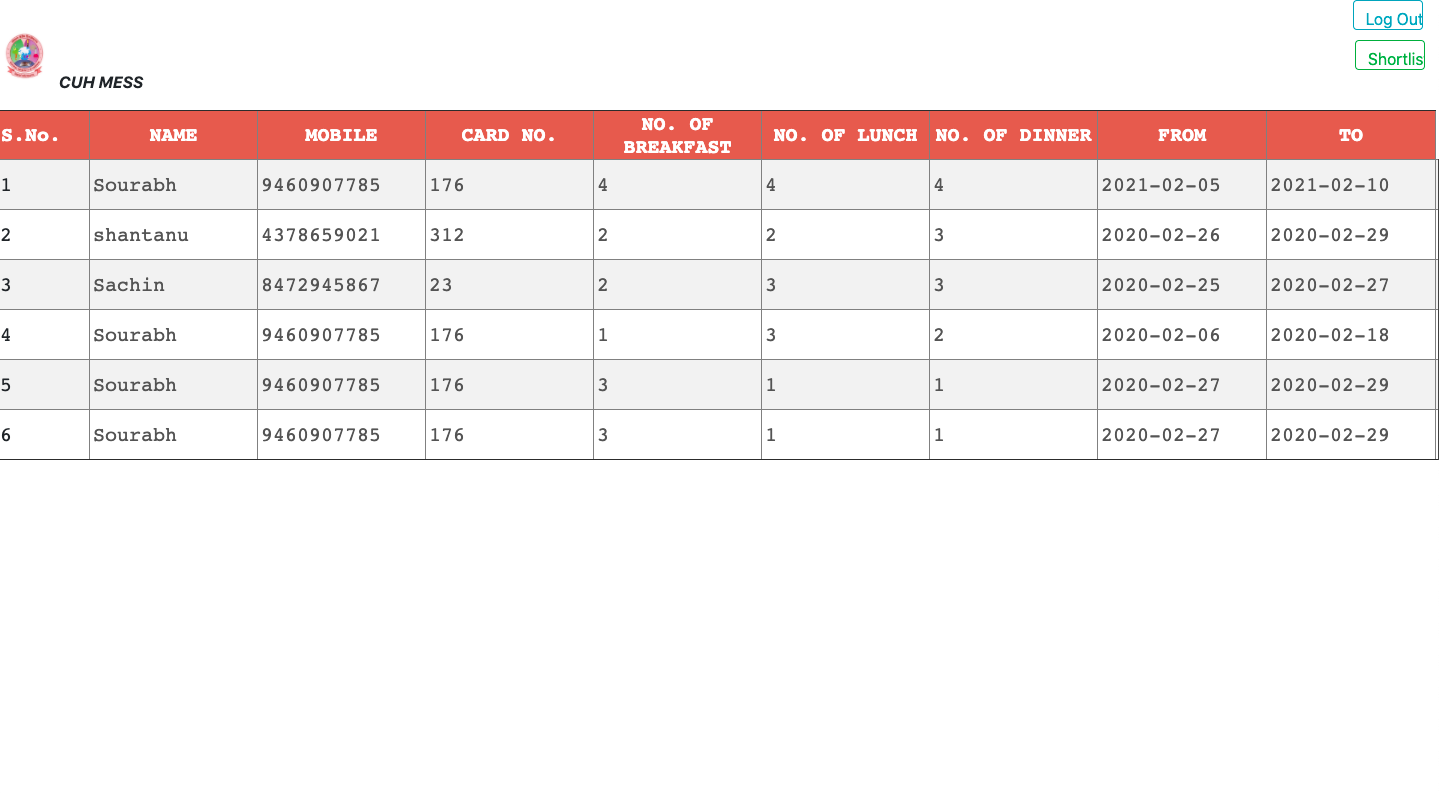 Log Out
Shortlis
CUH MESS
S.No. NAME MOBILE CARD NO. NO. OF BREAKFAST NO. OF LUNCH NO. OF DINNER FROM TO
1 Sourabh 9460907785 176 4 4 4 2021-02-05 2021-02-10
2 shantanu 4378659021 312 2 2 3 2020-02-26 2020-02-29
3 Sachin 8472945867 23 2 3 3 2020-02-25 2020-02-27
4 Sourabh 9460907785 176 1 3 2 2020-02-06 2020-02-18
5 Sourabh 9460907785 176 3 1 1 2020-02-27 2020-02-29
6 Sourabh 9460907785 176 3 1 1 2020-02-27 2020-02-29